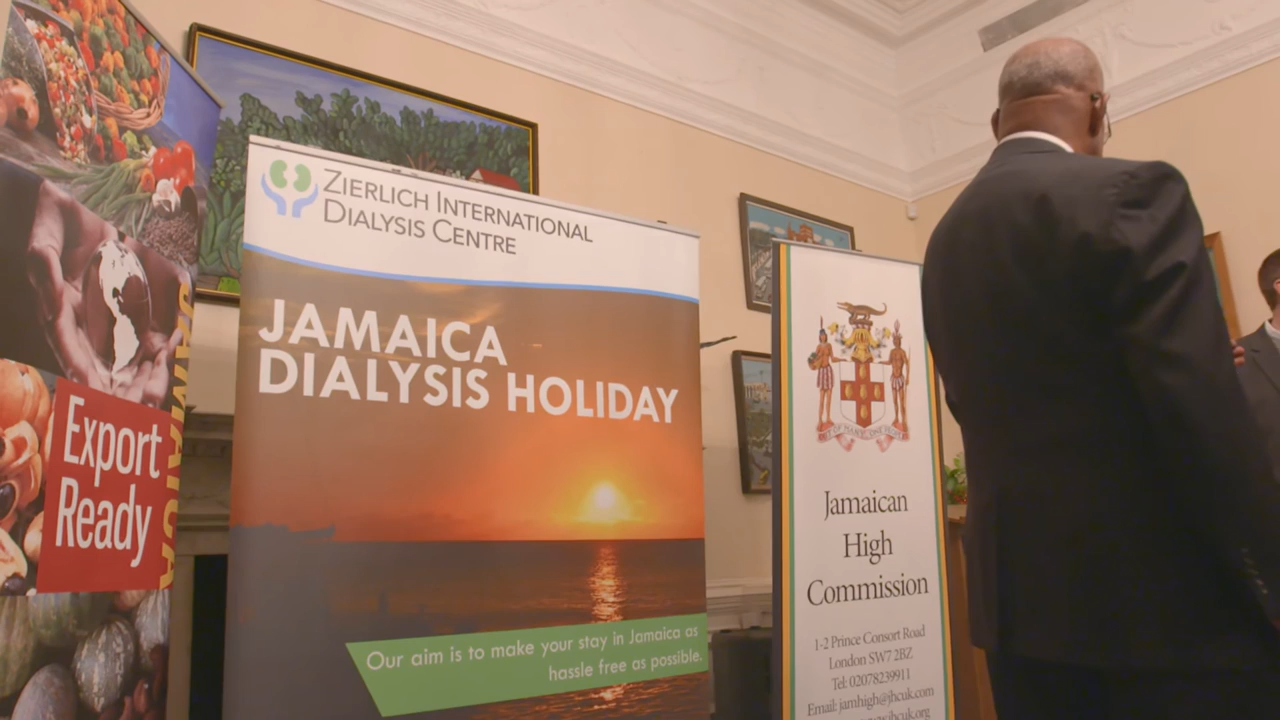 JAMAICA
Export
Ready
ZIERLICH INTERNATIONAL
DIALYSIS CENTRE
JAMAICA
DIALYSIS HOLIDAY
Our aim is to make your stay in Jamaica as
hassle free as possible.
Jamaican
High
Commission
1-2 Prince Consort Road
London SW7 2BZ
Tel: 02078239911
Email: jamhigh@jhcuk.com